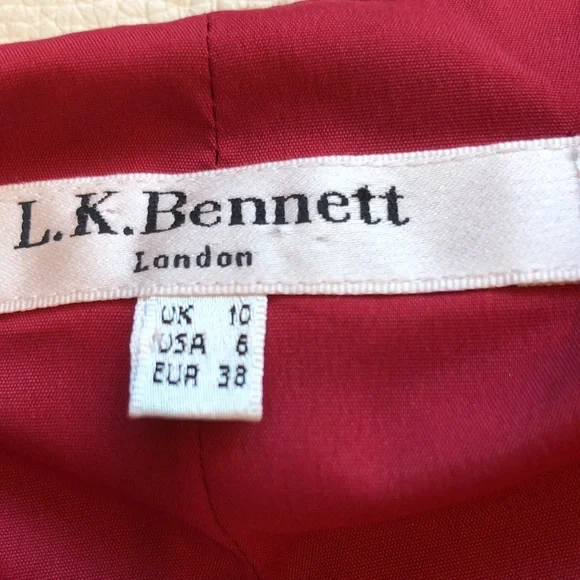 L.K.Bennett
London
UK 10
USA 6
EUR 38